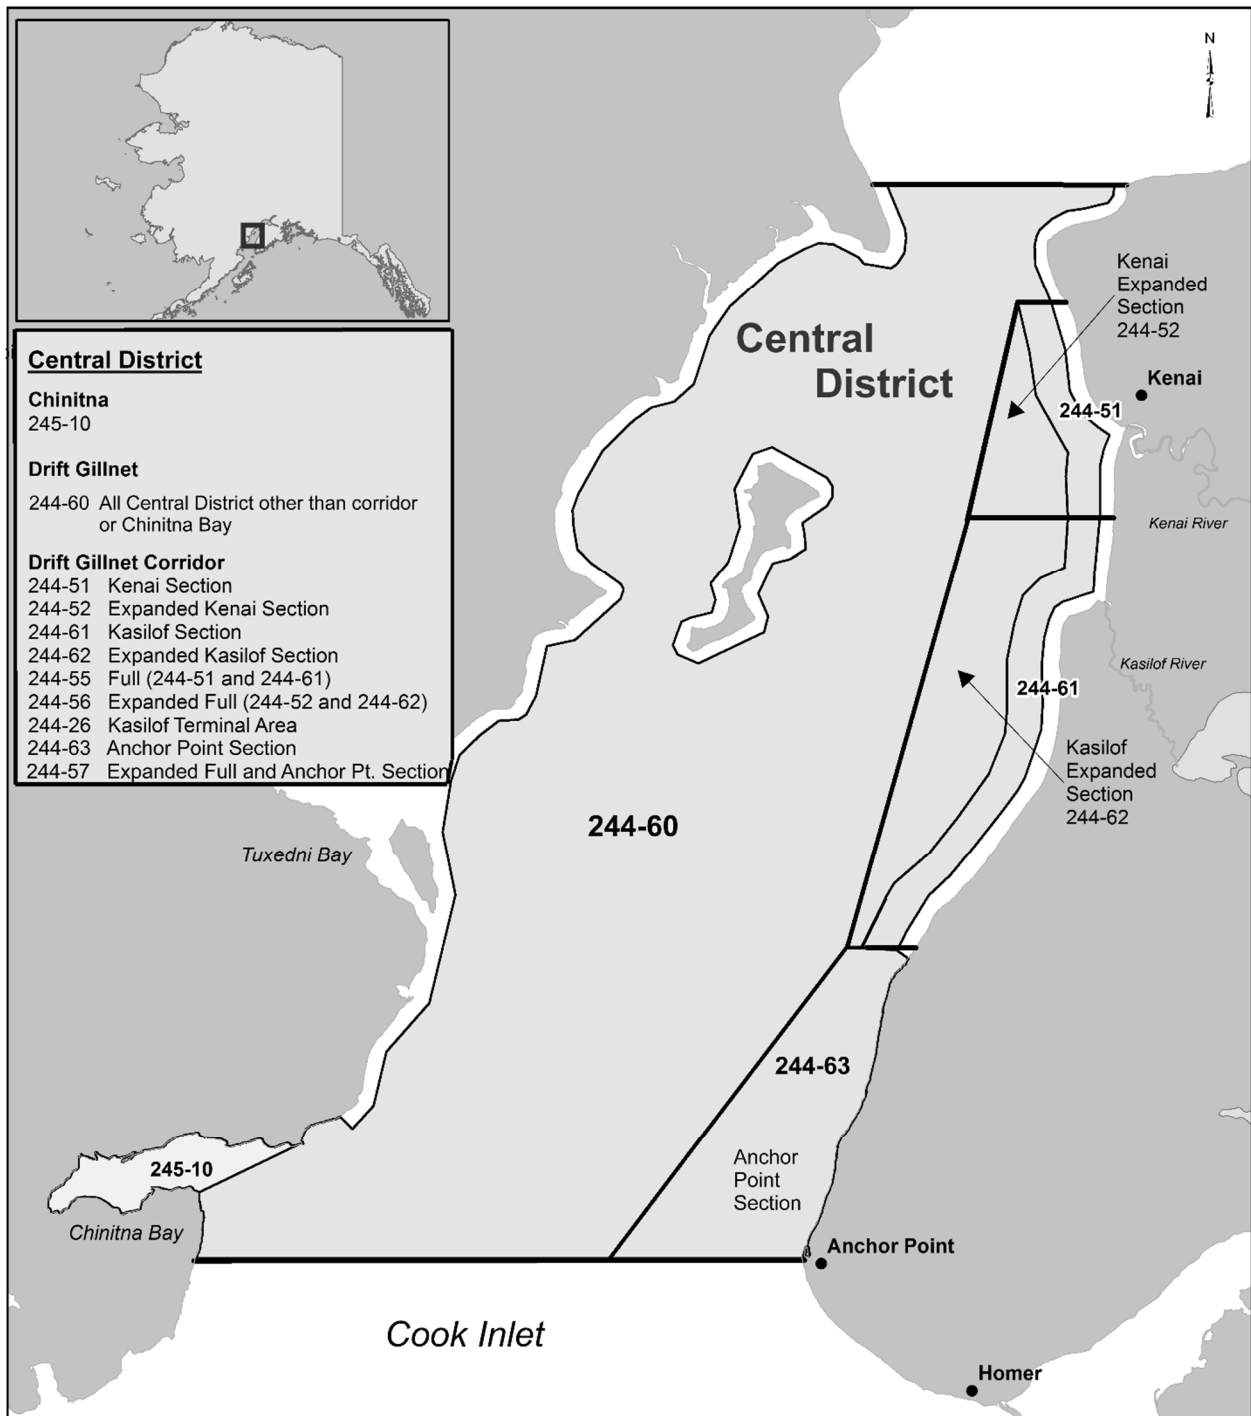 N
Central District
Chinitna
245-10
Drift Gillnet
244-60 All Central District other than corridor
or Chinitna Bay
Drift Gillnet Corridor
244-51 Kenai Section
244-52 Expanded Kenai Section
244-61 Kasilof Section
244-62 Expanded Kasilof Section
244-55 Full (244-51 and 244-61)
244-56 Expanded Full (244-52 and 244-62)
244-26 Kasilof Terminal Area
244-63 Anchor Point Section
244-57 Expanded Full and Anchor Pt. Section
Central
District
Kenai
Expanded
Section
244-52
Kenai
244-51
Kenai River
Kasilof River
244-61
Kasilof
Expanded
Section
244-62
244-60
Tuxedni Bay
244-63
Anchor
Point
Section
245-10
Chinitna Bay
Anchor Point
Cook Inlet
Homer